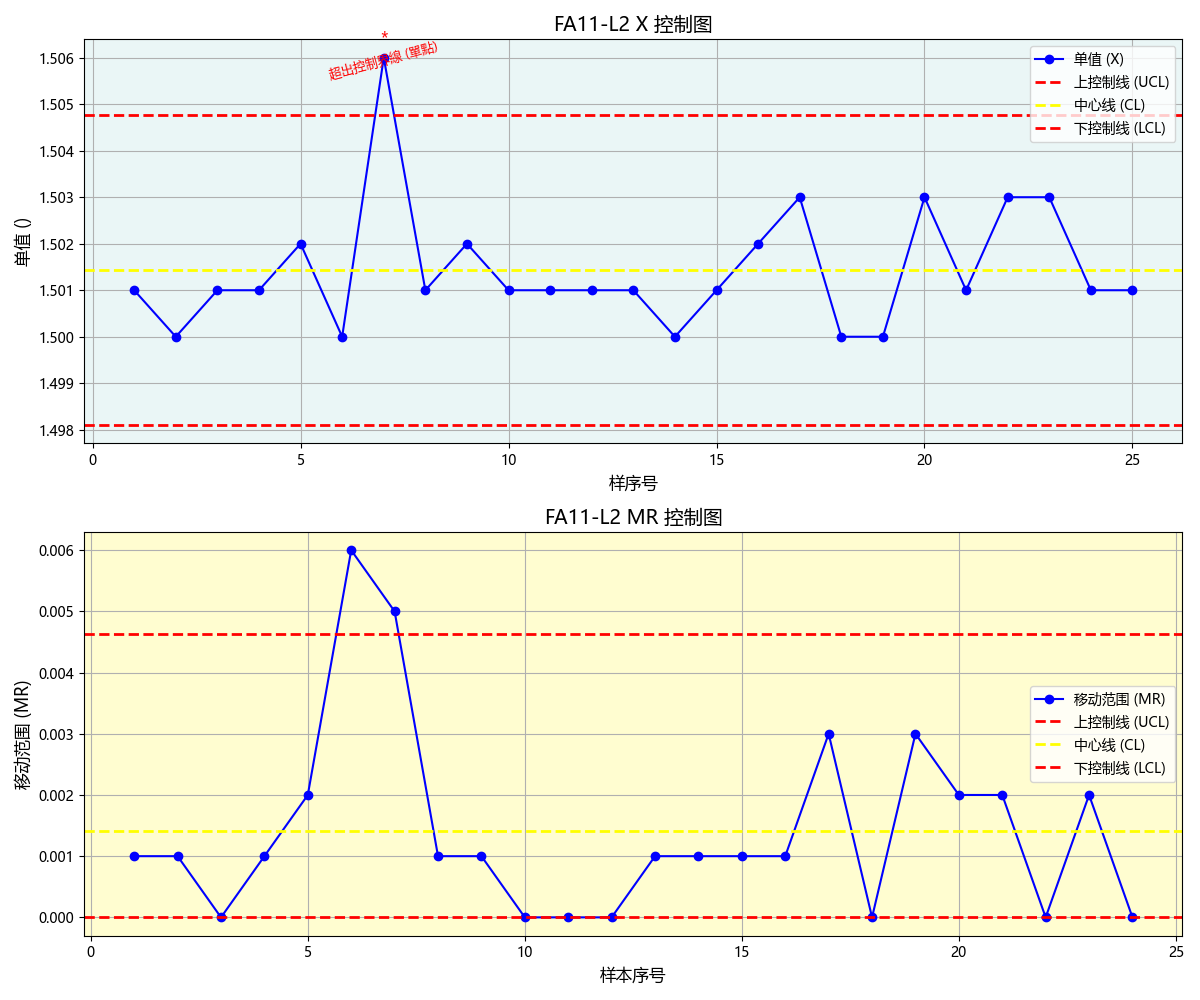 FA11-L2 X 控制图
*
超出控制界線 (單點)
单值 (X)
上控制线 (UCL)
中心线 (CL)
下控制线 (LCL)
单值 ()
1.506
1.505
1.504
1.503
1.502
1.501
1.500
1.499
1.498
0 5 10 15 20 25
样序号
FA11-L2 MR 控制图
移动范围 (MR)
0.006
0.005
0.004
0.003
0.002
0.001
0.000
移动范围 (MR)
上控制线 (UCL)
中心线 (CL)
下控制线 (LCL)
0 5 10 15 20 25
样本序号